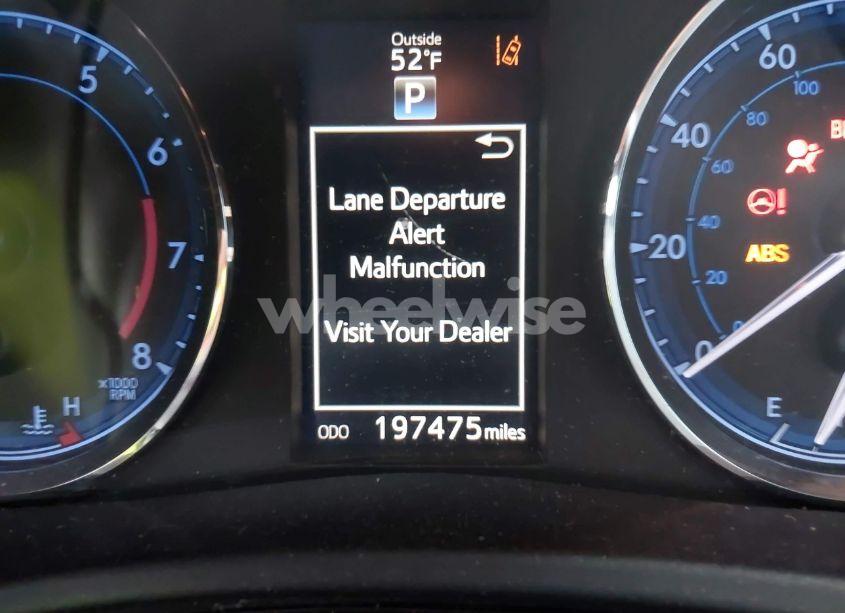 Outside
52°F
P
Lane Departure
Alert
Malfunction
Visit Your Dealer
ODO 197475 miles
5
6
7
8
x1000
RPM
H
60
100
40
80
60
20
40
20
0
0
ABS
E
wheelwise